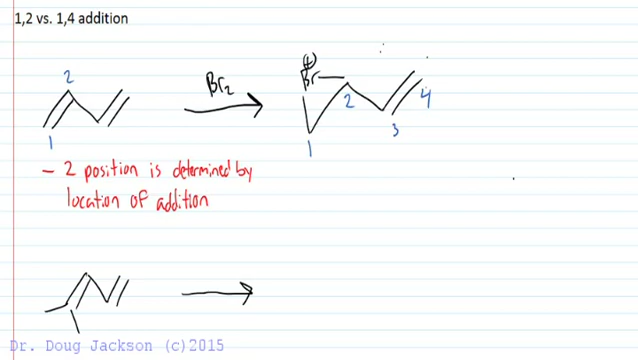 1,2 vs. 1,4 addition
Br₂
⊕
Br
2
1
1
2
3
4
- 2 position is determined by
location of addition
Dr. Doug Jackson (c)2015